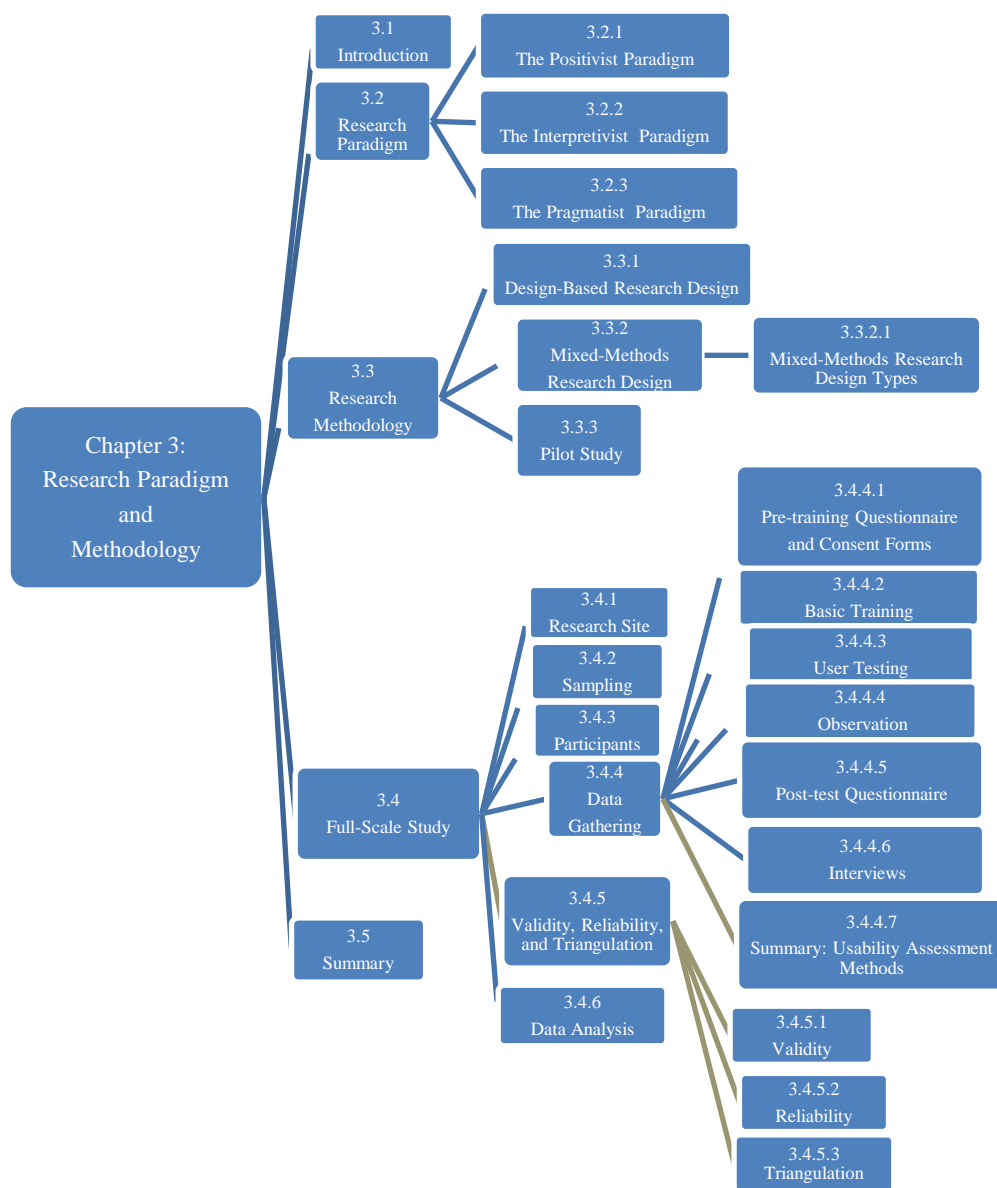 Chapter 3:
Research Paradigm
and
Methodology
3.1
Introduction
3.2
Research
Paradigm
3.2.1
The Positivist Paradigm
3.2.2
The Interpretivist Paradigm
3.2.3
The Pragmatist Paradigm
3.3
Research
Methodology
3.3.1
Design-Based Research Design
3.3.2
Mixed-Methods
Research Design
3.3.2.1
Mixed-Methods Research
Design Types
3.3.3
Pilot Study
3.4
Full-Scale Study
3.4.1
Research Site
3.4.2
Sampling
3.4.3
Participants
3.4.4
Data
Gathering
3.4.4.1
Pre-training Questionnaire
and Consent Forms
3.4.4.2
Basic Training
3.4.4.3
User Testing
3.4.4.4
Observation
3.4.4.5
Post-test Questionnaire
3.4.4.6
Interviews
3.4.4.7
Summary: Usability Assessment
Methods
3.4.5
Validity, Reliability,
and Triangulation
3.4.5.1
Validity
3.4.5.2
Reliability
3.4.5.3
Triangulation
3.4.6
Data Analysis
3.5
Summary